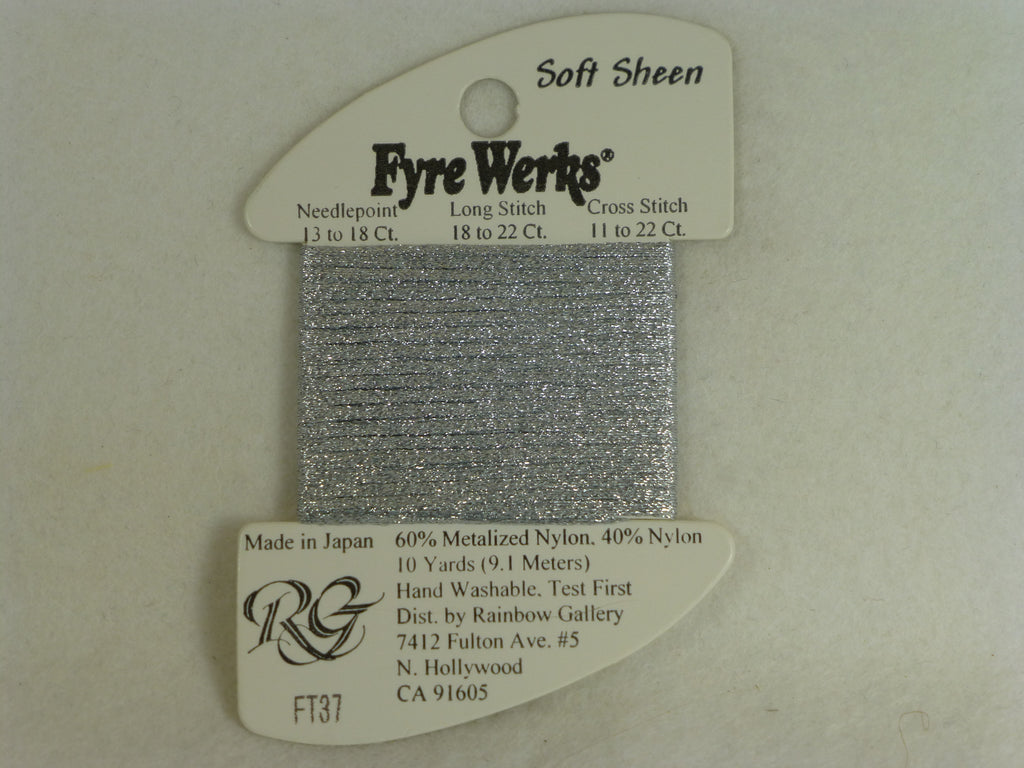 Soft Sheen
Fyre Werks®
Needlepoint Long Stitch Cross Stitch
13 to 18 Ct. 18 to 22 Ct. 11 to 22 Ct.
Made in Japan 60% Metalized Nylon, 40% Nylon
10 Yards (9.1 Meters)
Hand Washable. Test First
Dist. by Rainbow Gallery
7412 Fulton Ave. #5
N. Hollywood
CA 91605
RG
FT37